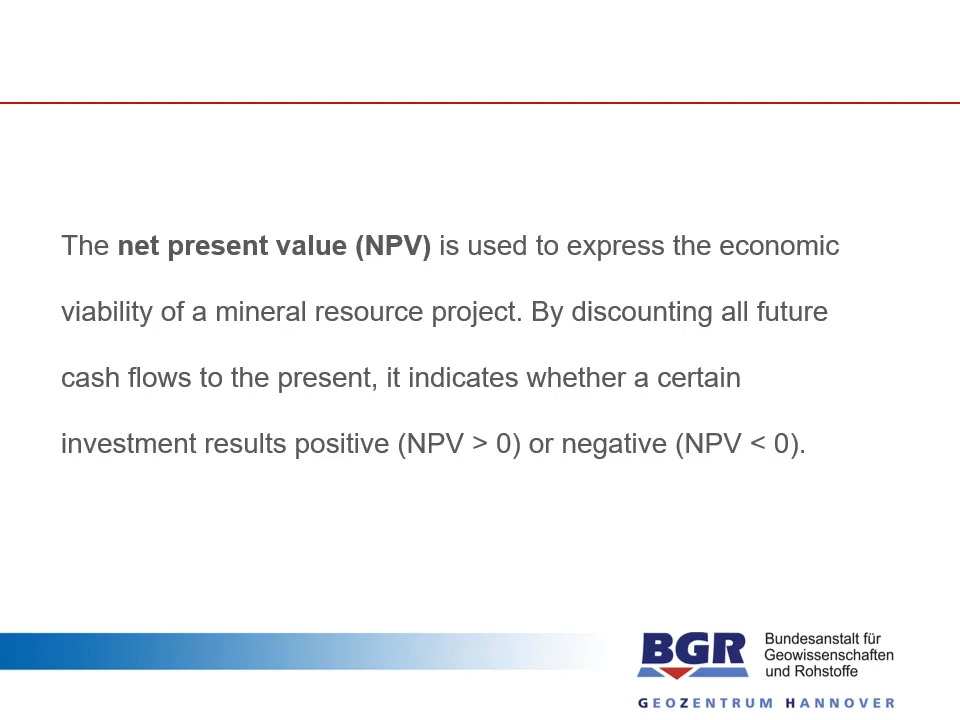 The net present value (NPV) is used to express the economic
viability of a mineral resource project. By discounting all future
cash flows to the present, it indicates whether a certain
investment results positive (NPV > 0) or negative (NPV < 0).
BGR
Bundesanstalt für
Geowissenschaften
und Rohstoffe
GEOZENTRUM HANNOVER